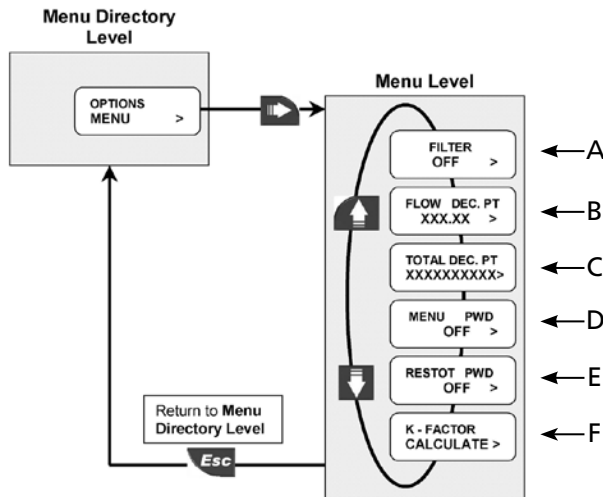 Menu Directory
Level
OPTIONS
MENU >
Menu Level
FILTER
OFF >
A
FLOW DEC. PT
XXX.XX >
B
TOTAL DEC. PT
XXXXXXXXXX>
C
MENU PWD
OFF >
D
RESTOT PWD
OFF >
E
K - FACTOR
CALCULATE >
F
Return to Menu
Directory Level
Esc